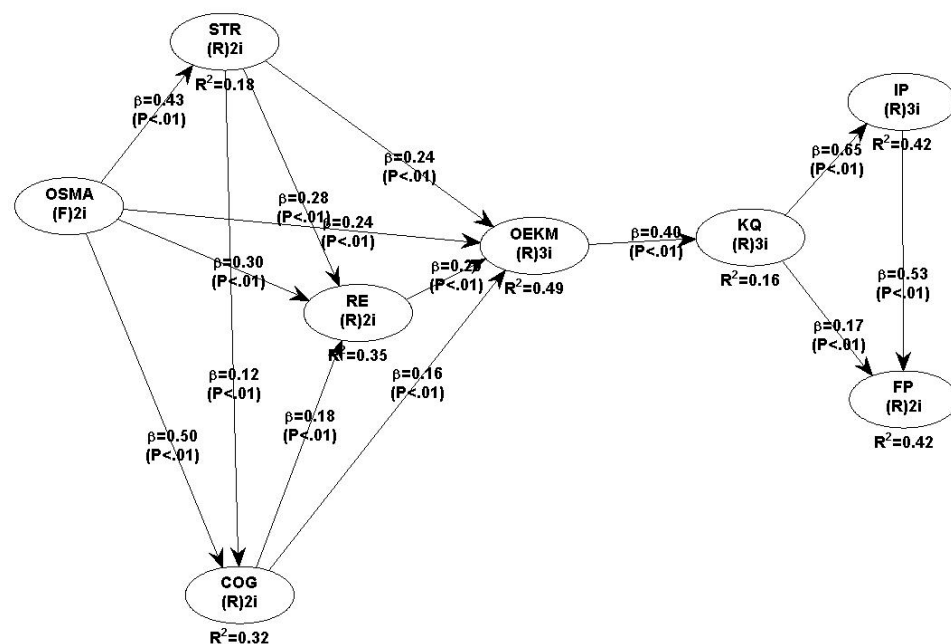 STR
(R)2i
R²=0.18
IP
(R)3i
R²=0.42
β=0.43
(P<.01)
β=0.24
(P<.01)
β=0.65
(P<.01)
OSMA
(F)2i
β=0.28
(P<.01)
β=0.24
(P<.01)
OEKM
(R)3i
R²=0.49
β=0.40
(P<.01)
KQ
(R)3i
R²=0.16
β=0.30
(P<.01)
(P<.01)
RE
(R)2i
R²=0.35
β=0.53
(P<.01)
β=0.17
(P<.01)
β=0.12
(P<.01)
β=0.16
(P<.01)
FP
(R)2i
R²=0.42
β=0.18
(P<.01)
β=0.50
(P<.01)
COG
(R)2i
R²=0.32